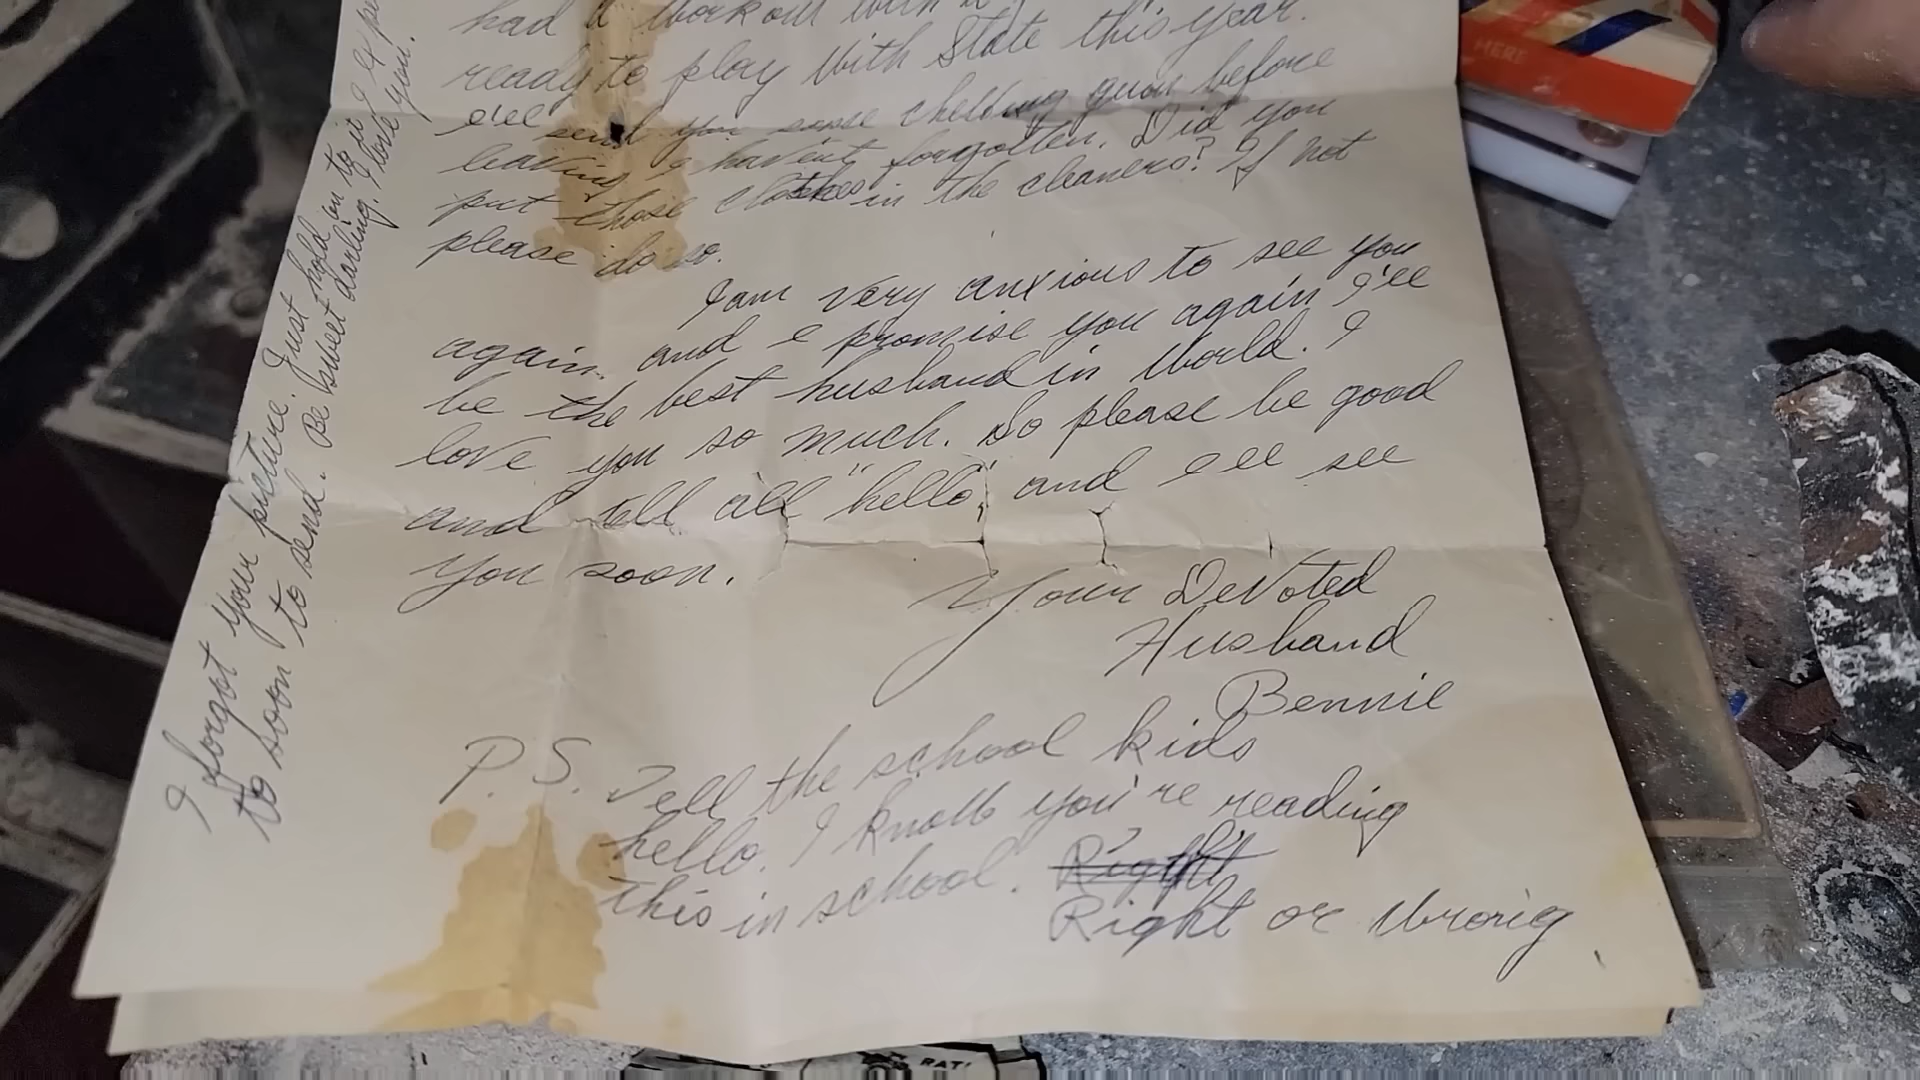 had a workout with it
ready to play with State this year.
I'll send you some chewing gum before
leaving I havent forgotten. Did you
put those clothes in the cleaners? If not
please do so.
I am very anxious to see you
again and I promise you again I'll
be the best husband in World. I
love you so much. So please be good
and tell all "hello" and I'll see
you soon.
Your Devoted
Husband
Bennie
P.S. Tell the school kids
hello. I know you're reading
this in school. Right
Right or Wrong
I forgot your picture. Just hold on to it
to soon to send. Be sweet darling. I love you.
HERE